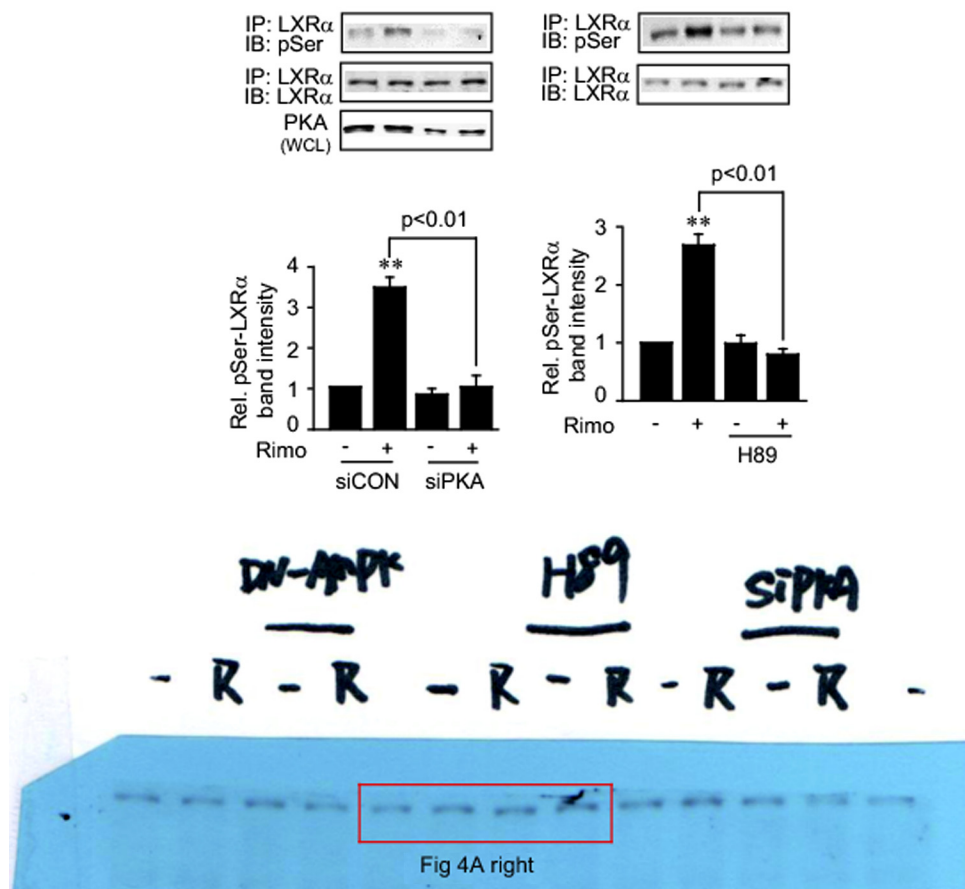 IP: LXRα
IB: pSer
IP: LXRα
IB: LXRα
PKA
(WCL)
p<0.01
**
4
3
2
1
0
Rel. pSer-LXRα
band intensity
Rimo - + - +
siCON siPKA
IP: LXRα
IB: pSer
IP: LXRα
IB: LXRα
p<0.01
**
3
2
1
0
Rel. pSer-LXRα
band intensity
Rimo - + - +
H89
DN-AMPK H89 SiPKA
- R - R - R - R - R - R -
Fig 4A right